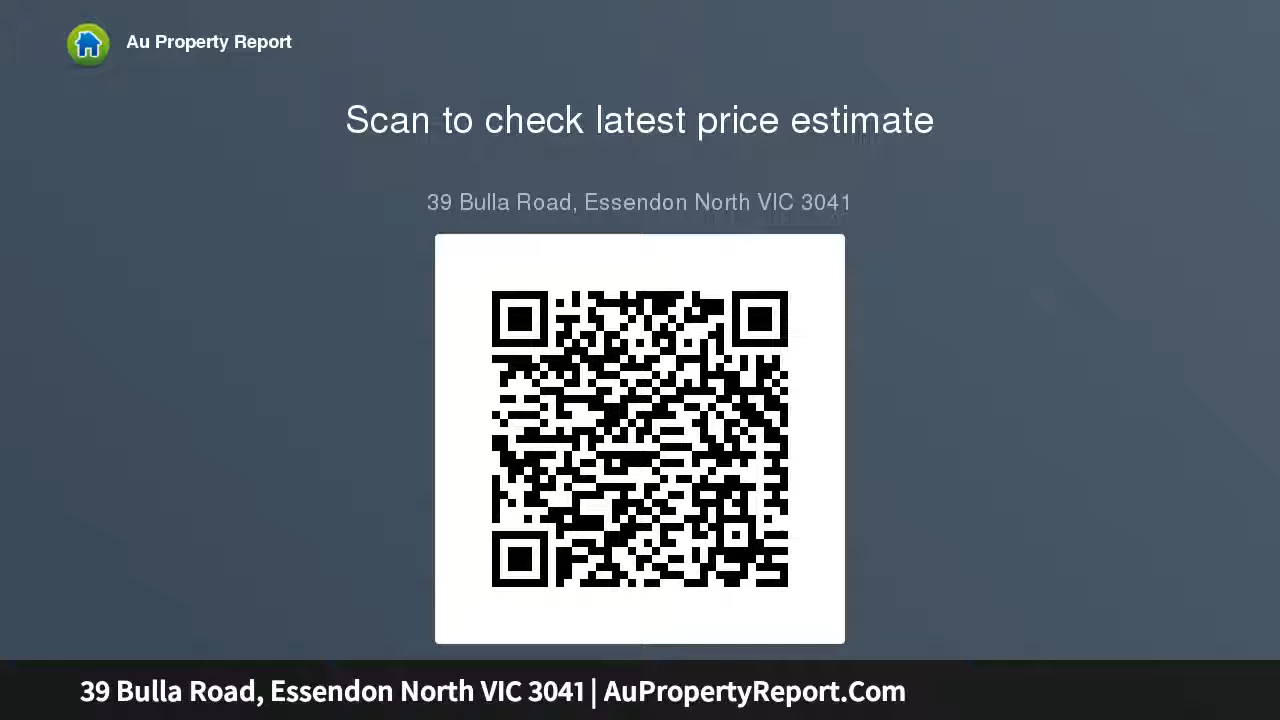 Au Property Report
Scan to check latest price estimate
39 Bulla Road, Essendon North VIC 3041
39 Bulla Road, Essendon North VIC 3041 | AuPropertyReport.Com